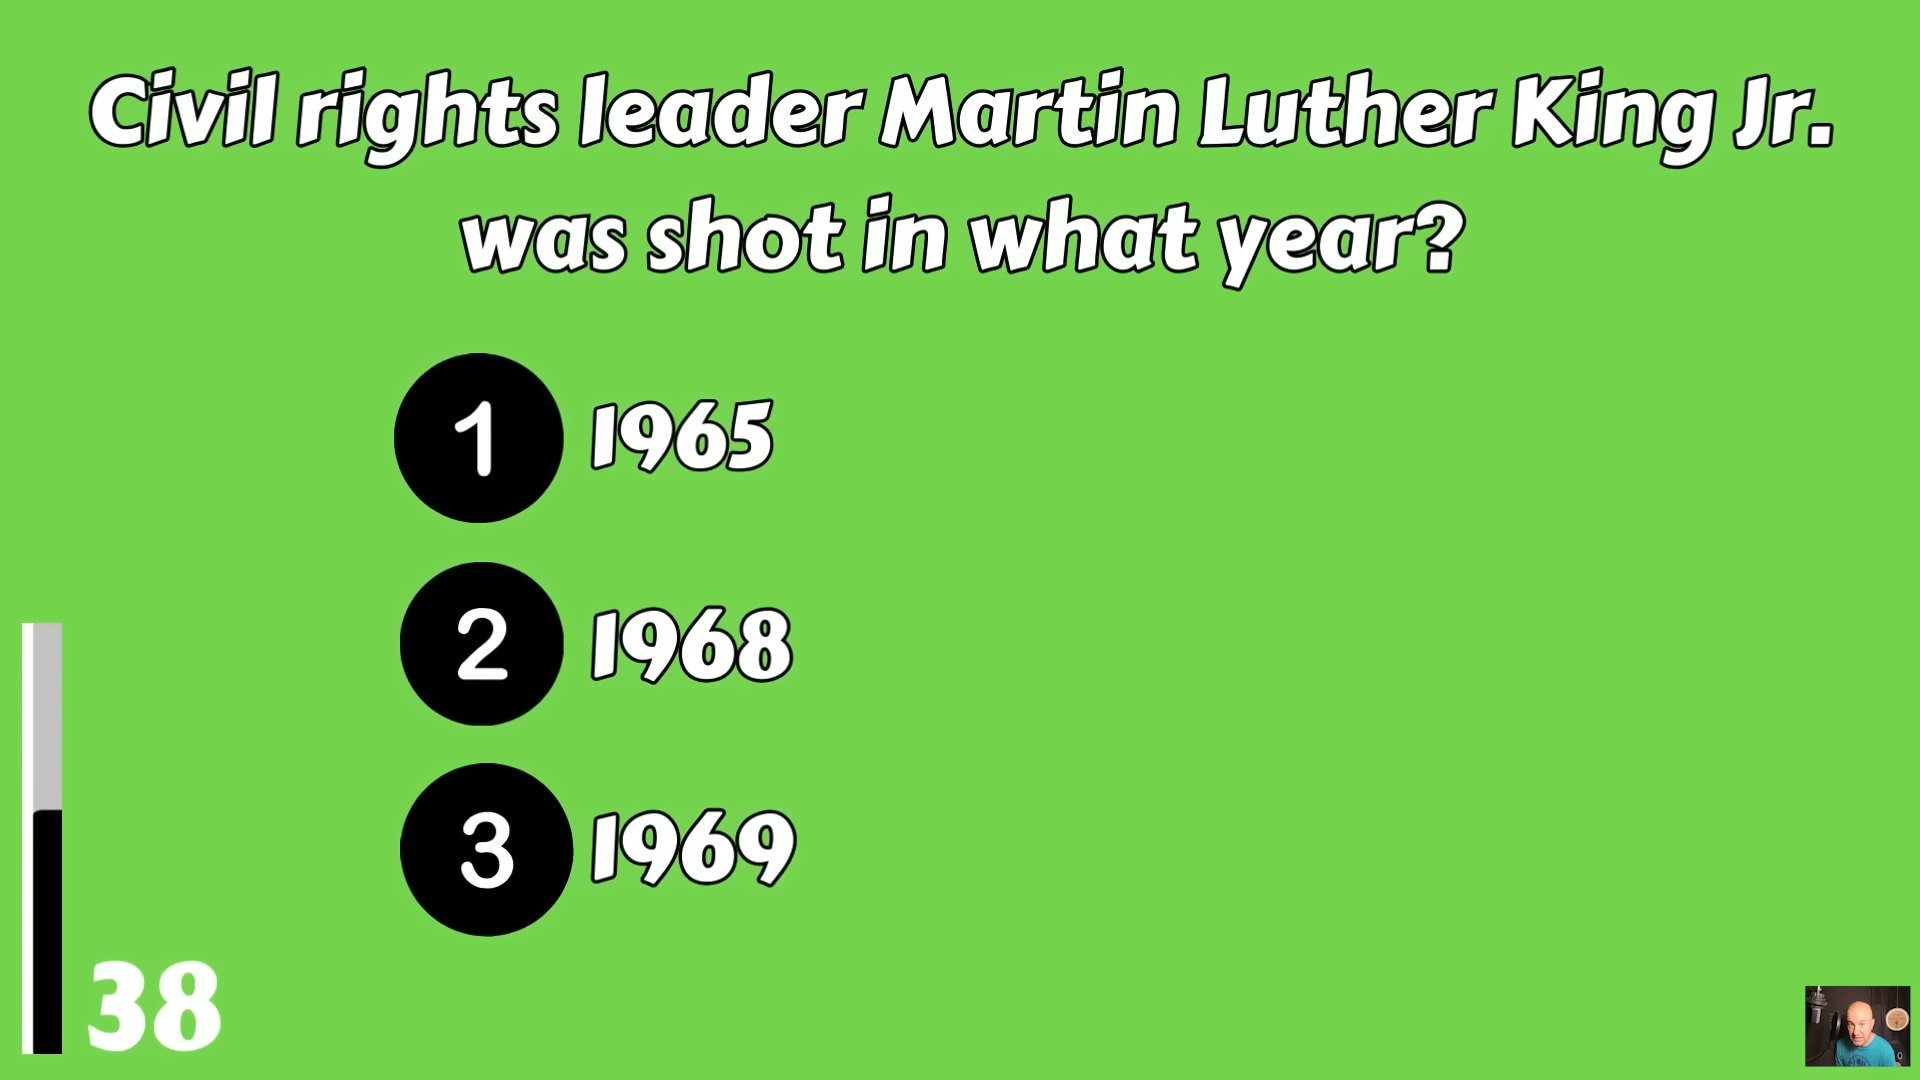 Civil rights leader Martin Luther King Jr.
was shot in what year?
1 1965
2 1968
3 1969
38